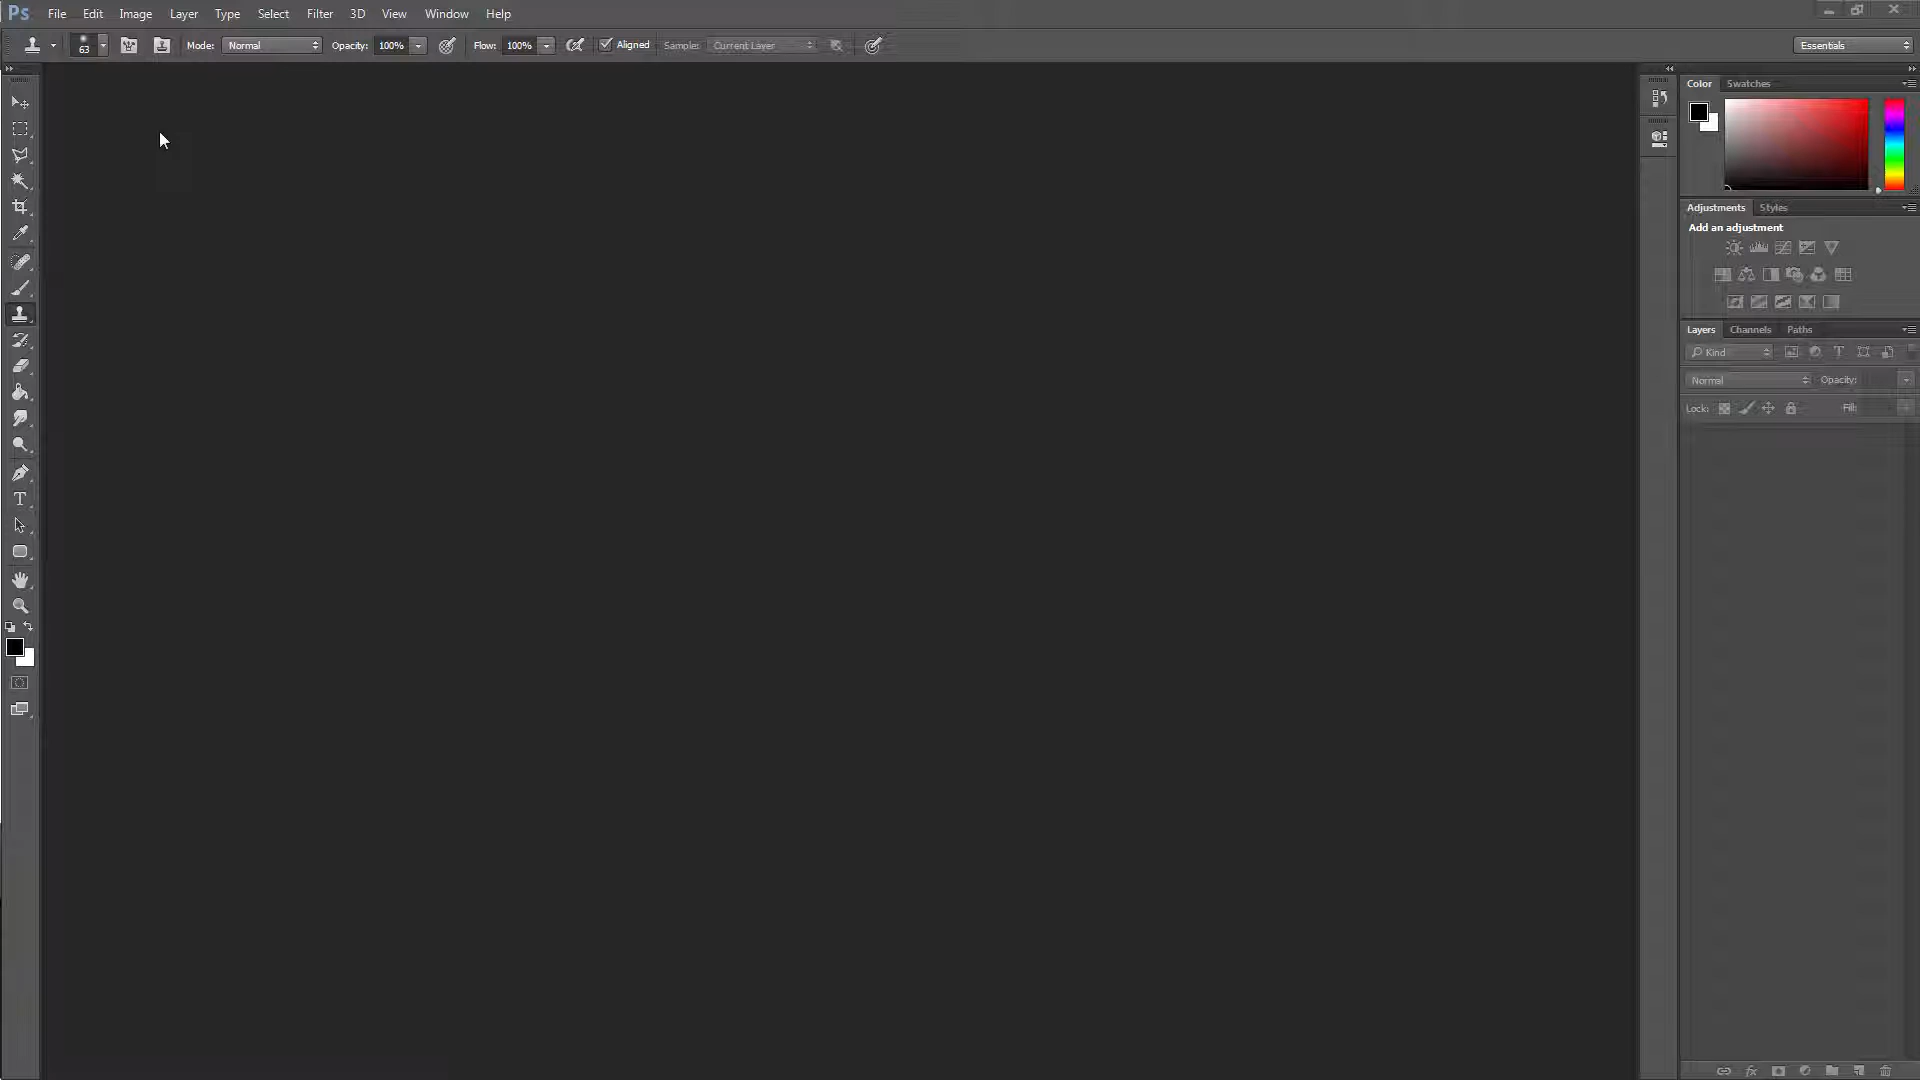 Ps File Edit Image Layer Type Select Filter 3D View Window Help
63 Mode: Normal Opacity: 100% Flow: 100% Aligned Sample: Current Layer Essentials
Color Swatches
Adjustments Styles
Add an adjustment
Layers Channels Paths
Kind T
Normal Opacity:
Lock: Fill:
T
fx